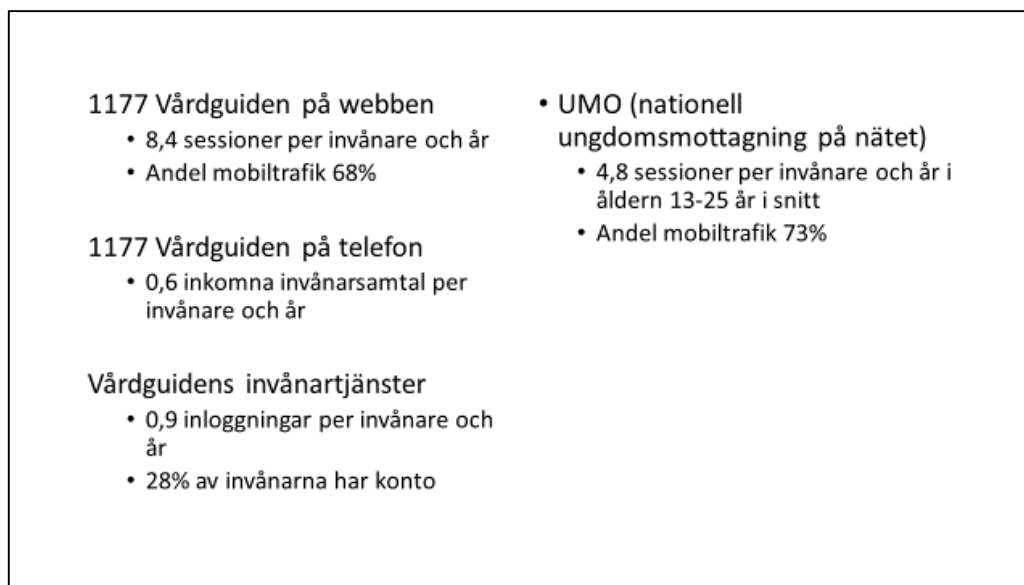 1177 Vårdguiden på webben
• 8,4 sessioner per invånare och år
• Andel mobiltrafik 68%
1177 Vårdguiden på telefon
• 0,6 inkomna invånarsamtal per
invånare och år
Vårdguidens invånartjänster
• 0,9 inloggningar per invånare och
år
• 28% av invånarna har konto
• UMO (nationell
ungdomsmottagning på nätet)
• 4,8 sessioner per invånare och år i
åldern 13-25 år i snitt
• Andel mobiltrafik 73%